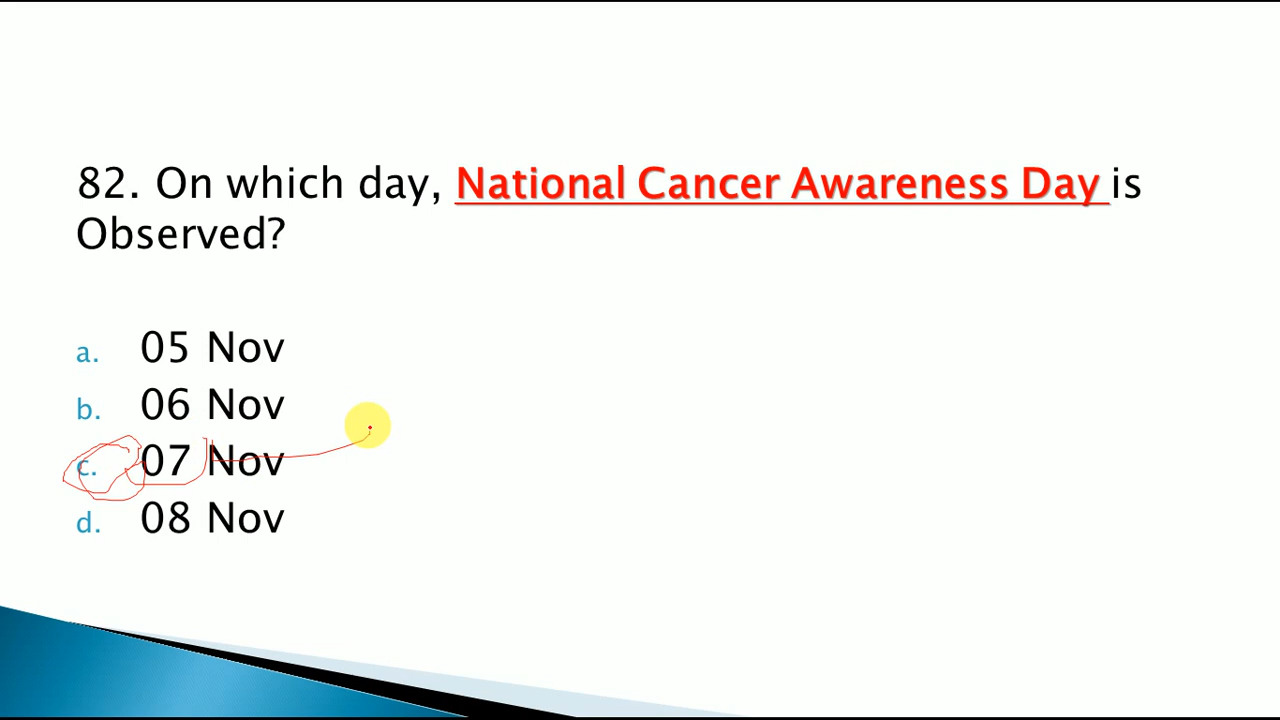 82. On which day, National Cancer Awareness Day is
Observed?
a. 05 Nov
b. 06 Nov
c. 07 Nov
d. 08 Nov